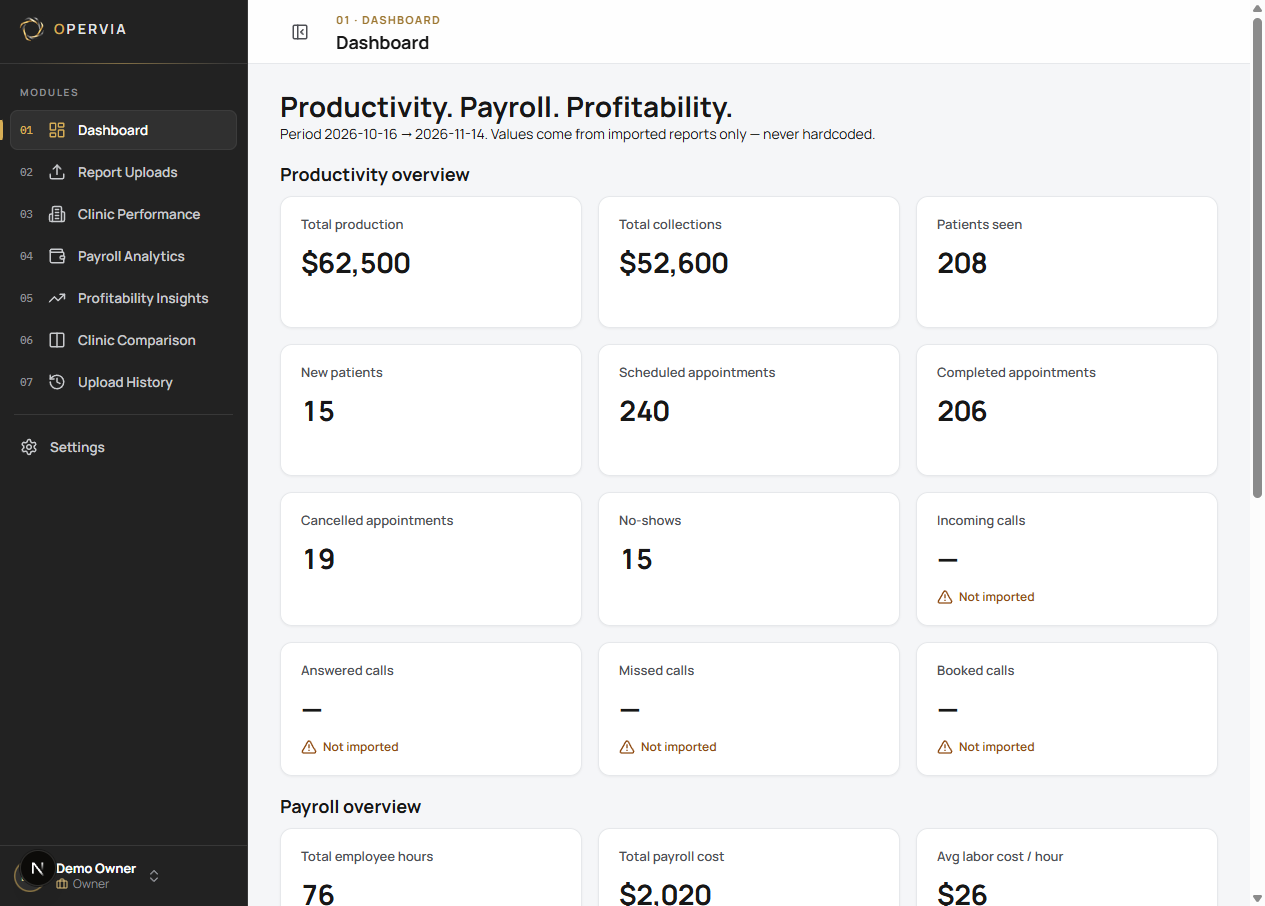 OPERVIA
MODULES
01 Dashboard
02 Report Uploads
03 Clinic Performance
04 Payroll Analytics
05 Profitability Insights
06 Clinic Comparison
07 Upload History
Settings
N
Demo Owner
Owner
01 · DASHBOARD
Dashboard
Productivity. Payroll. Profitability.
Period 2026-10-16 → 2026-11-14. Values come from imported reports only — never hardcoded.
Productivity overview
Total production
$62,500
Total collections
$52,600
Patients seen
208
New patients
15
Scheduled appointments
240
Completed appointments
206
Cancelled appointments
19
No-shows
15
Incoming calls
—
Not imported
Answered calls
—
Not imported
Missed calls
—
Not imported
Booked calls
—
Not imported
Payroll overview
Total employee hours
76
Total payroll cost
$2,020
Avg labor cost / hour
$26